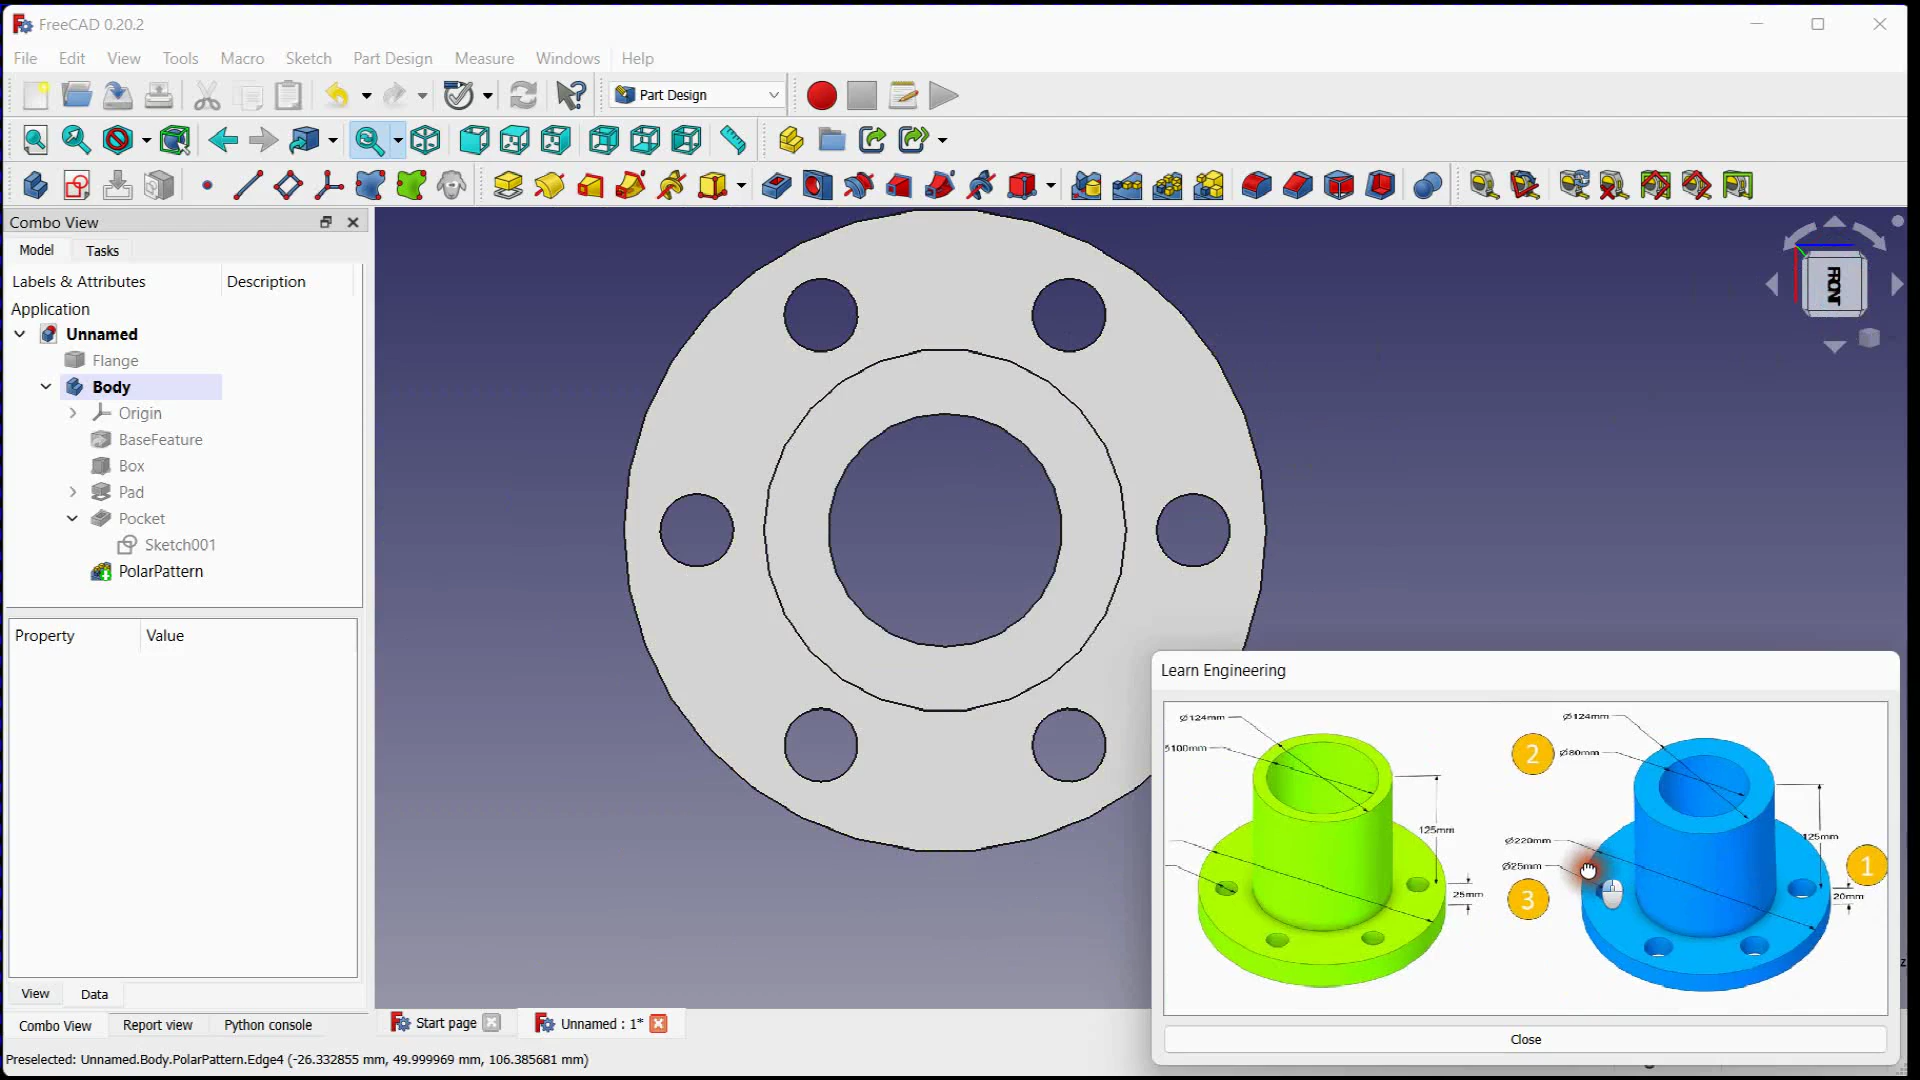 FreeCAD 0.20.2
File Edit View Tools Macro Sketch Part Design Measure Windows Help
Part Design
Combo View
Model Tasks
Labels & Attributes Description
Application
Unnamed
Flange
Body
Origin
BaseFeature
Box
Pad
Pocket
Sketch001
PolarPattern
Property Value
View Data
Combo View Report view Python console
Start page Unnamed : 1*
Preselected: Unnamed.Body.PolarPattern.Edge4 (-26.332855 mm, 49.999969 mm, 106.385681 mm)
FRONT
Learn Engineering
Ø124mm
100mm
125mm
25mm
Ø124mm
2 Ø80mm
Ø220mm
125mm
Ø25mm
1
3
20mm
Close